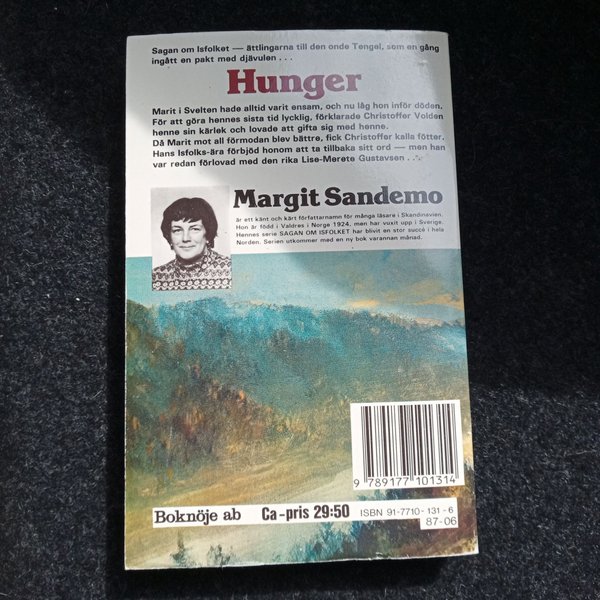 Sagan om Isfolket — ättlingarna till den onde Tengel, som en gång
ingått en pakt med djävulen . . .
Hunger
Marit i Svelten hade alltid varit ensam, och nu låg hon inför döden.
För att göra hennes sista tid lycklig, förklarade Christoffer Volden
henne sin kärlek och lovade att gifta sig med henne.
Då Marit mot all förmodan blev bättre, fick Christoffer kalla fötter.
Hans Isfolks-ära förbjöd honom att ta tillbaka sitt ord — men han
var redan förlovad med den rika Lise-Merete Gustavsen . . .
Margit Sandemo
är ett känt och kärt författarnamn för många läsare i Skandinavien.
Hon är född i Valdres i Norge 1924, men har vuxit upp i Sverige.
Hennes serie SAGAN OM ISFOLKET har blivit en stor succé i hela
Norden. Serien utkommer med en ny bok varannan månad.
9 789177 101314
Boknöje ab Ca-pris 29:50 ISBN 91-7710-131-6
87-06